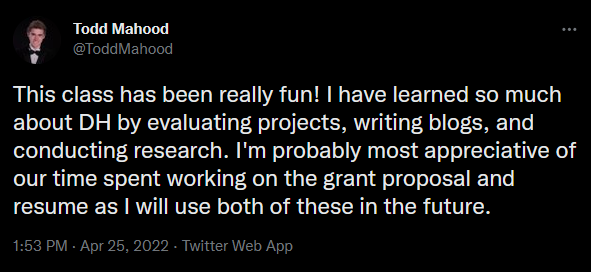 Todd Mahood
@ToddMahood
This class has been really fun! I have learned so much
about DH by evaluating projects, writing blogs, and
conducting research. I'm probably most appreciative of
our time spent working on the grant proposal and
resume as I will use both of these in the future.
1:53 PM · Apr 25, 2022 · Twitter Web App